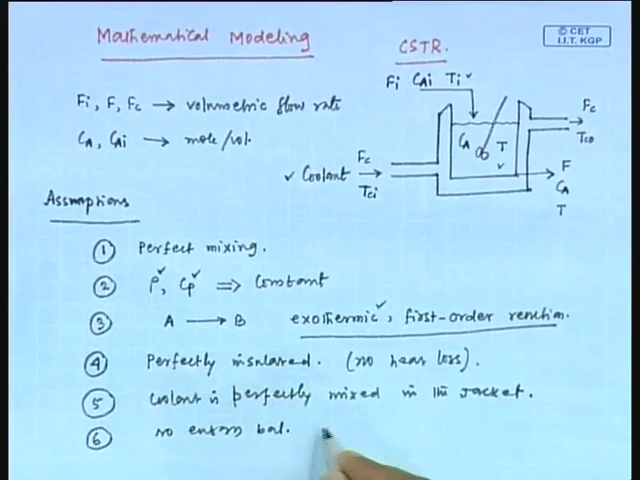 Mathematical Modeling
CSTR.
© CET
I.I.T. KGP
Fi CAi Ti ✓
Fi, F, Fc → volumetric flow rate
CA, CAi → mole/vol.
Fc
Tco
CA T
✓
✓ Coolant
Fc
Tci
F
CA
T
Assumptions
① Perfect mixing.
② ρ✓, Cp✓ ⇒ Constant
③ A → B exothermic✓, first-order reaction.
④ Perfectly insulated. (no heat loss).
⑤ Coolant is perfectly mixed in the jacket.
⑥ no energy bal.